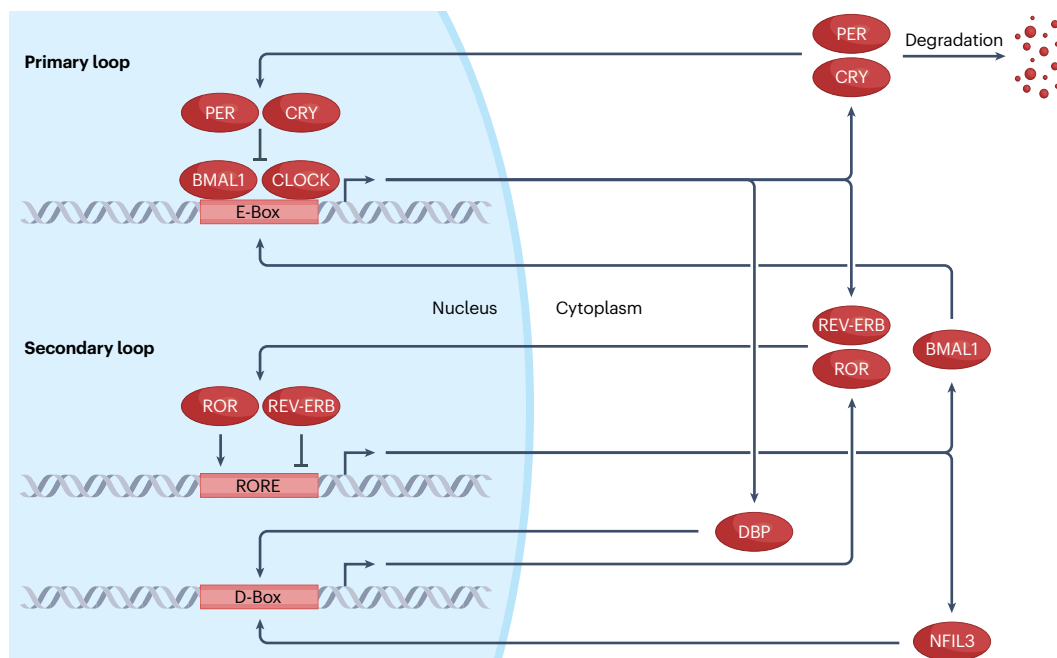 Primary loop
PER
CRY
Degradation
PER
CRY
BMAL1
CLOCK
E-Box
Nucleus
Cytoplasm
Secondary loop
REV-ERB
ROR
BMAL1
ROR
REV-ERB
RORE
DBP
D-Box
NFIL3